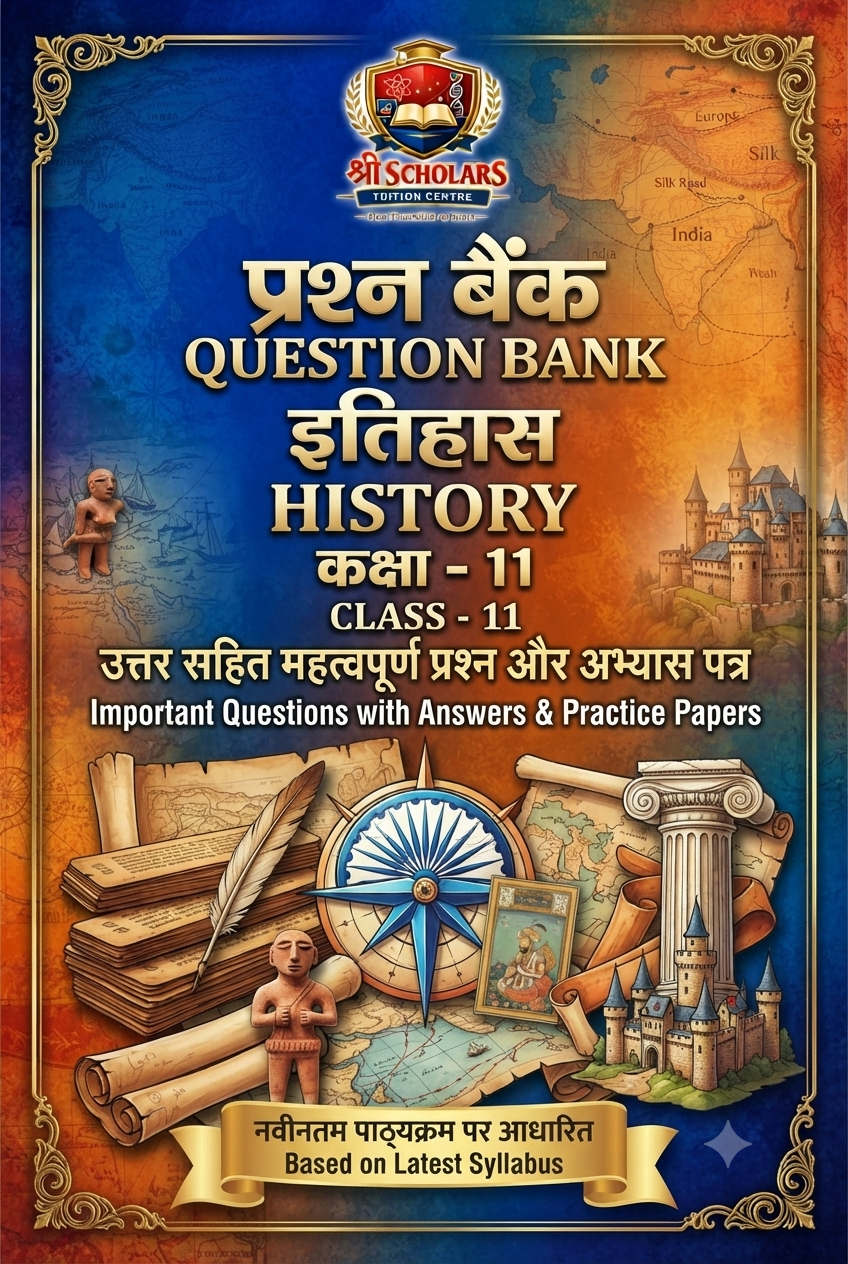 श्री SCHOLARS
TUITION CENTRE
Europe
Silk
Silk Road
India
India
प्रश्न बैंक
QUESTION BANK
इतिहास
HISTORY
कक्षा - 11
CLASS - 11
उत्तर सहित महत्वपूर्ण प्रश्न और अभ्यास पत्र
Important Questions with Answers & Practice Papers
नवीनतम पाठ्यक्रम पर आधारित
Based on Latest Syllabus